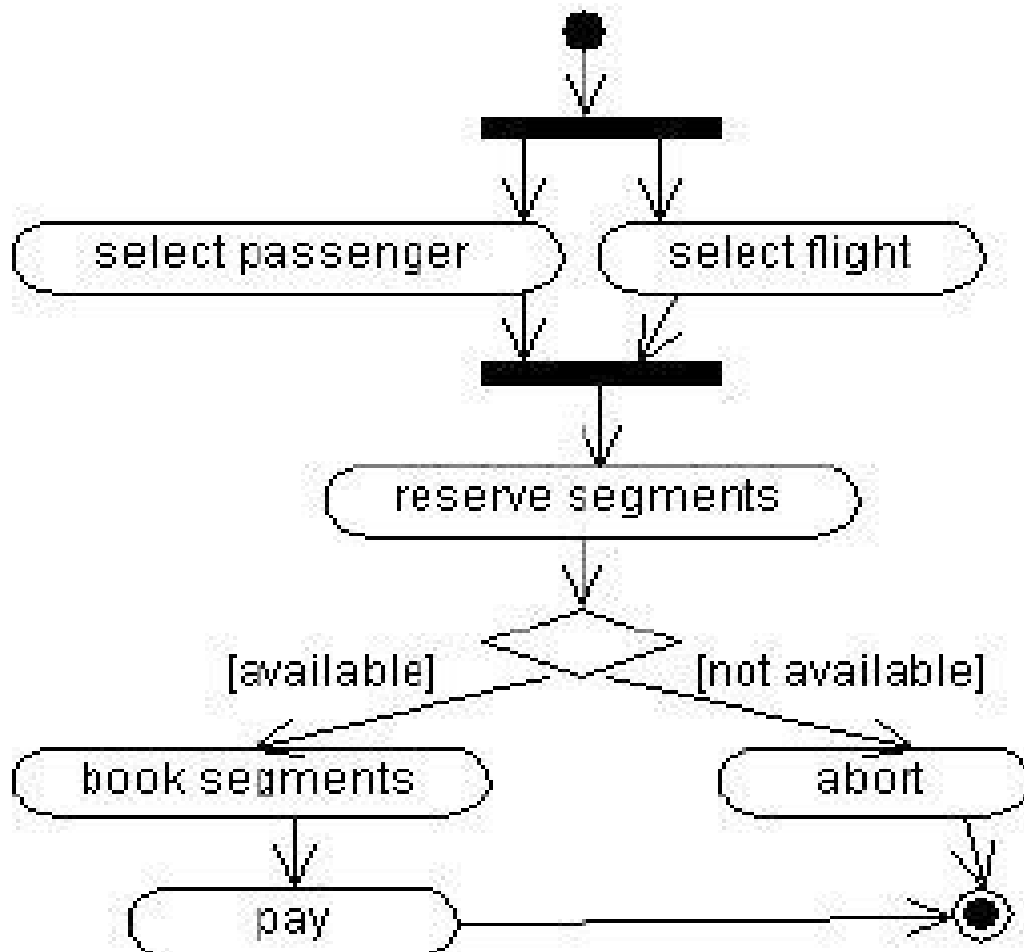 select passenger
select flight
reserve segments
[available]
[not available]
book segments
abort
pay